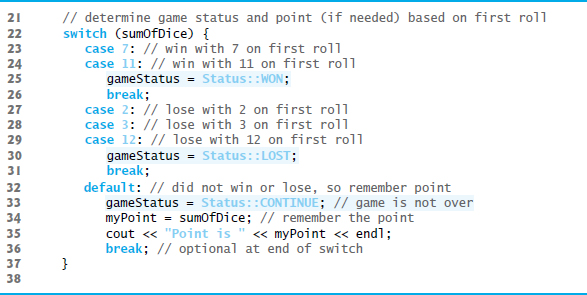 21 // determine game status and point (if needed) based on first roll
22 switch (sumOfDice) {
23 case 7: // win with 7 on first roll
24 case 11: // win with 11 on first roll
25 gameStatus = Status::WON;
26 break;
27 case 2: // lose with 2 on first roll
28 case 3: // lose with 3 on first roll
29 case 12: // lose with 12 on first roll
30 gameStatus = Status::LOST;
31 break;
32 default: // did not win or lose, so remember point
33 gameStatus = Status::CONTINUE; // game is not over
34 myPoint = sumOfDice; // remember the point
35 cout << "Point is " << myPoint << endl;
36 break; // optional at end of switch
37 }
38